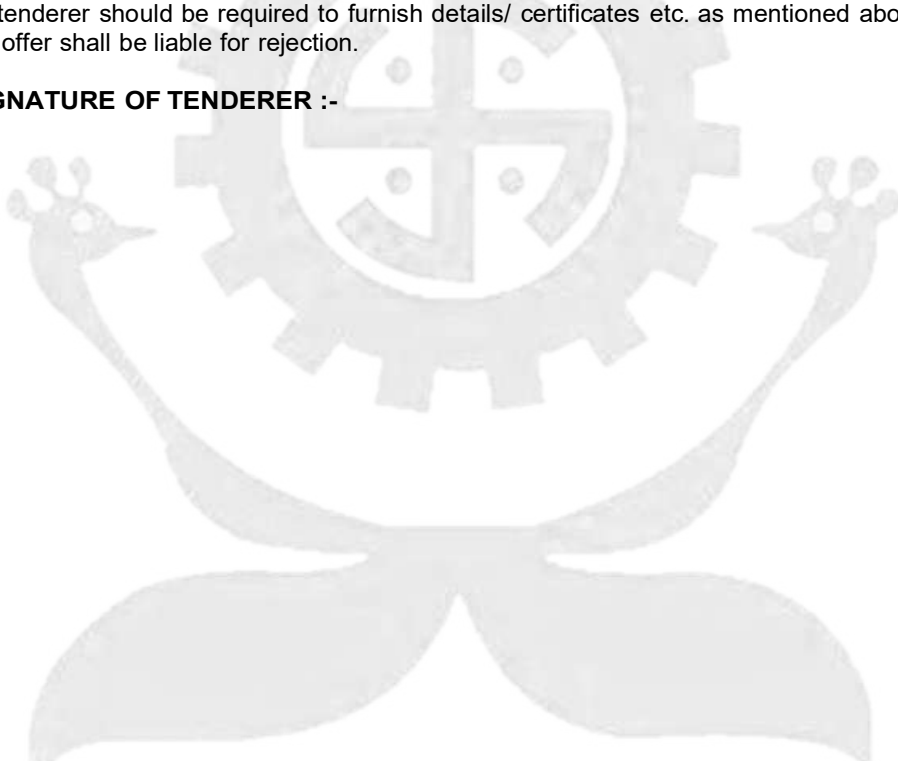 tenderer should be required to furnish details/ certificates etc. as mentioned abo
offer shall be liable for rejection.
GNATURE OF TENDERER :-